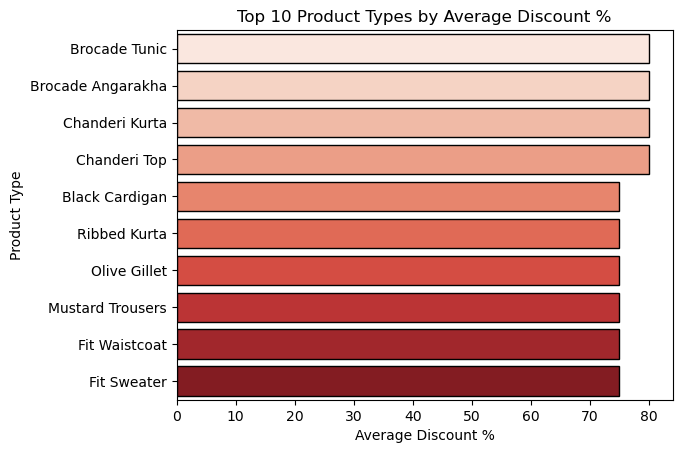 Top 10 Product Types by Average Discount %
Product Type
Brocade Tunic
Brocade Angarakha
Chanderi Kurta
Chanderi Top
Black Cardigan
Ribbed Kurta
Olive Gillet
Mustard Trousers
Fit Waistcoat
Fit Sweater
0 10 20 30 40 50 60 70 80
Average Discount %